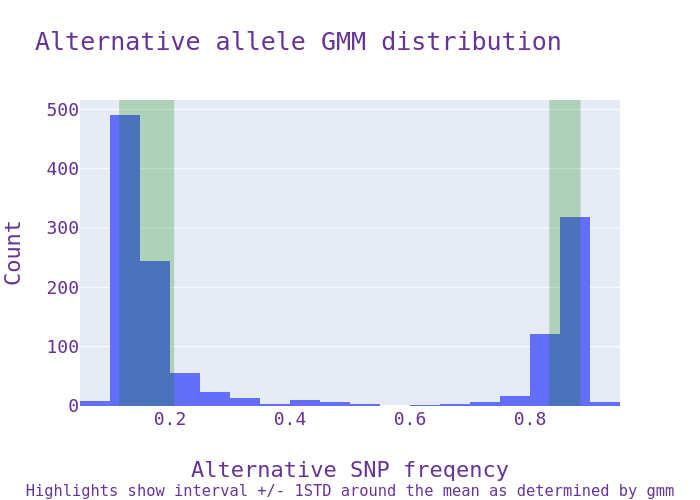 Alternative allele GMM distribution
500
400
300
200
100
0
Count
0.2 0.4 0.6 0.8
Alternative SNP freqency
Highlights show interval +/- 1STD around the mean as determined by gmm